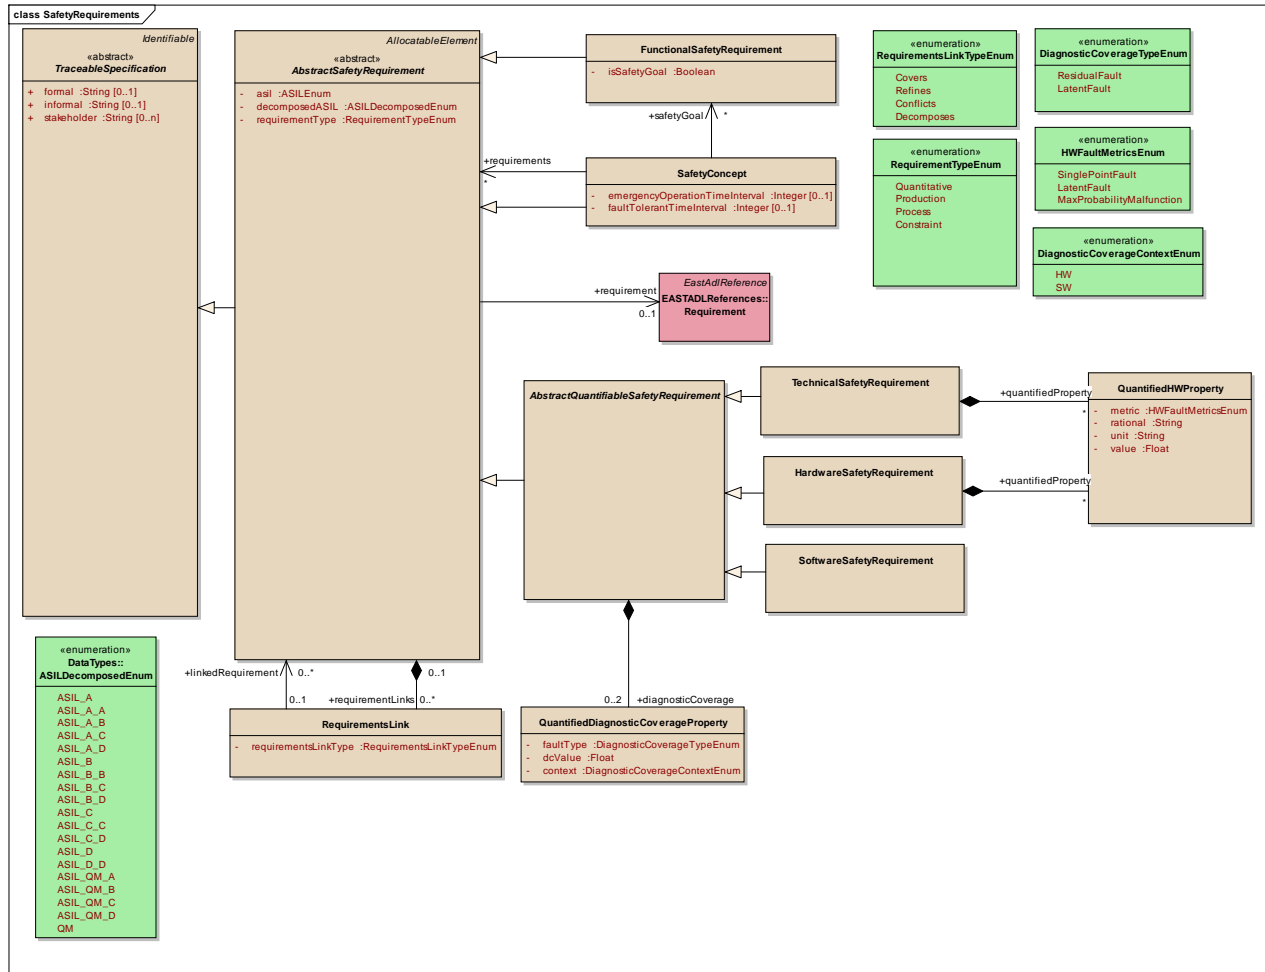 class SafetyRequirements
Identifiable
«abstract»
TraceableSpecification
+ formal :String [0..1]
+ informal :String [0..1]
+ stakeholder :String [0..n]
AllocatableElement
«abstract»
AbstractSafetyRequirement
- asil :ASILEnum
- decomposedASIL :ASILDecomposedEnum
- requirementType :RequirementTypeEnum
FunctionalSafetyRequirement
- isSafetyGoal :Boolean
+safetyGoal
*
+requirements
*
SafetyConcept
- emergencyOperationTimeInterval :Integer [0..1]
- faultTolerantTimeInterval :Integer [0..1]
«enumeration»
RequirementsLinkTypeEnum
Covers
Refines
Conflicts
Decomposes
«enumeration»
DiagnosticCoverageTypeEnum
ResidualFault
LatentFault
«enumeration»
RequirementTypeEnum
Quantitative
Production
Process
Constraint
«enumeration»
HWFaultMetricsEnum
SinglePointFault
LatentFault
MaxProbabilityMalfunction
«enumeration»
DiagnosticCoverageContextEnum
HW
SW
+requirement
0..1
EastAdlReference
EASTADLReferences::
Requirement
AbstractQuantifiableSafetyRequirement
TechnicalSafetyRequirement
+quantifiedProperty
*
QuantifiedHWProperty
- metric :HWFaultMetricsEnum
- rational :String
- unit :String
- value :Float
HardwareSafetyRequirement
+quantifiedProperty
*
SoftwareSafetyRequirement
«enumeration»
DataTypes::
ASILDecomposedEnum
ASIL_A
ASIL_A_A
ASIL_A_B
ASIL_A_C
ASIL_A_D
ASIL_B
ASIL_B_B
ASIL_B_C
ASIL_B_D
ASIL_C
ASIL_C_C
ASIL_C_D
ASIL_D
ASIL_D_D
ASIL_QM_A
ASIL_QM_B
ASIL_QM_C
ASIL_QM_D
QM
+linkedRequirement
0..*
0..1
0..1
+requirementLinks
0..*
RequirementsLink
- requirementsLinkType :RequirementsLinkTypeEnum
0..2
+diagnosticCoverage
QuantifiedDiagnosticCoverageProperty
- faultType :DiagnosticCoverageTypeEnum
- dcValue :Float
- context :DiagnosticCoverageContextEnum